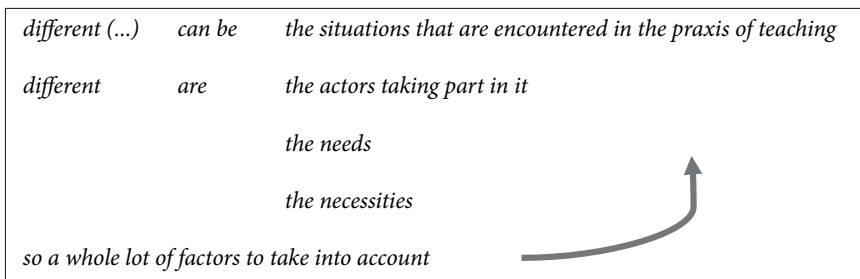 different (...) can be the situations that are encountered in the praxis of teaching
different are the actors taking part in it
the needs
the necessities
so a whole lot of factors to take into account